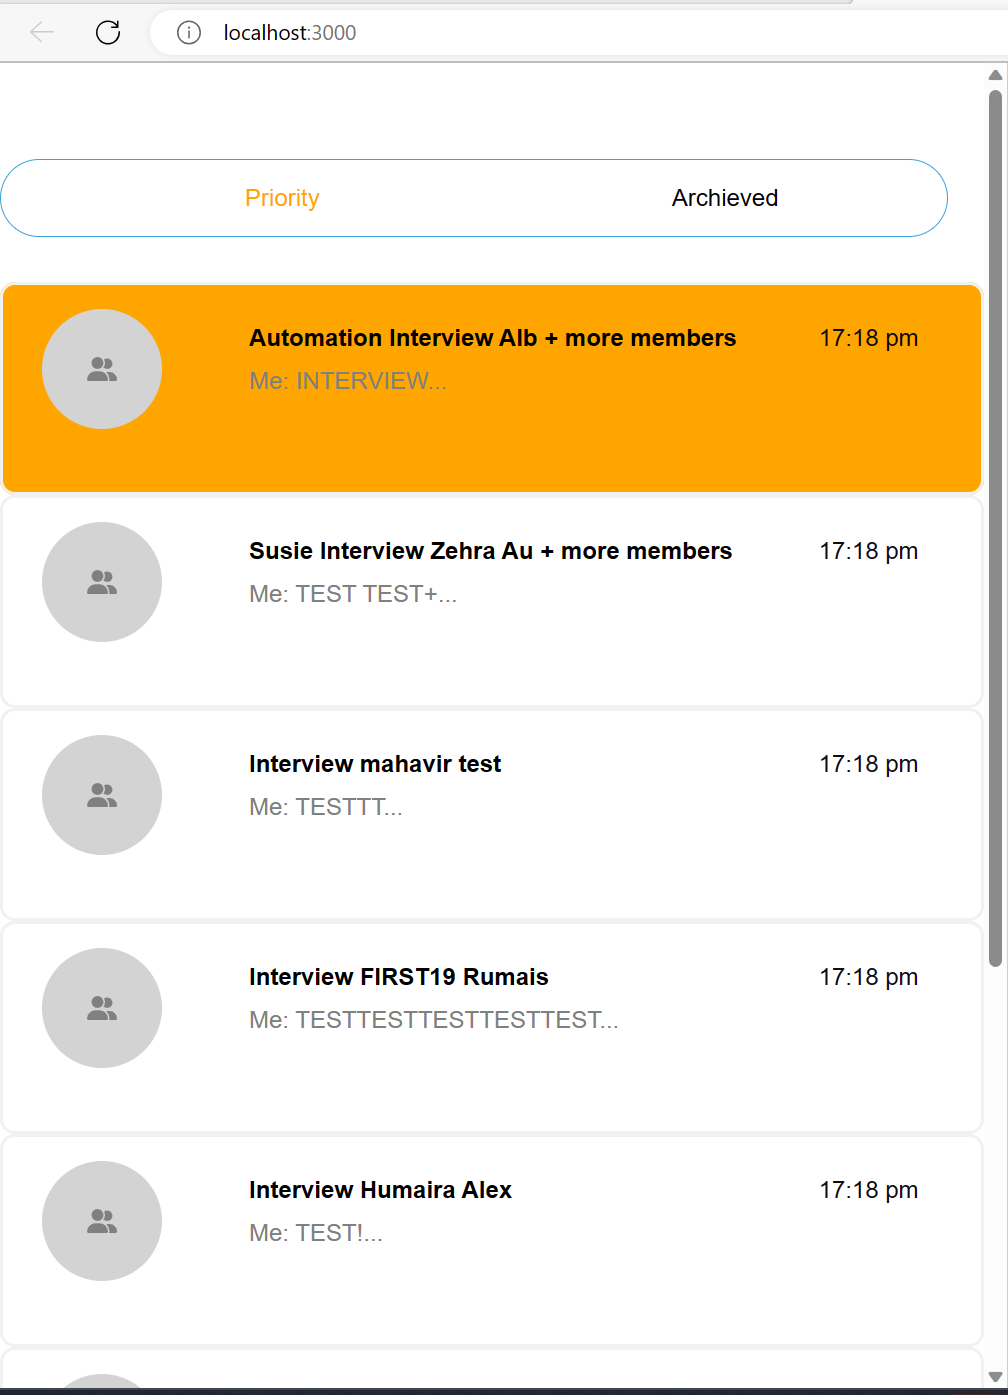 localhost:3000
Priority Archieved
Automation Interview Alb + more members 17:18 pm
Me: INTERVIEW...
Susie Interview Zehra Au + more members 17:18 pm
Me: TEST TEST+...
Interview mahavir test 17:18 pm
Me: TESTTT...
Interview FIRST19 Rumais 17:18 pm
Me: TESTTESTTESTTESTTEST...
Interview Humaira Alex 17:18 pm
Me: TEST!...